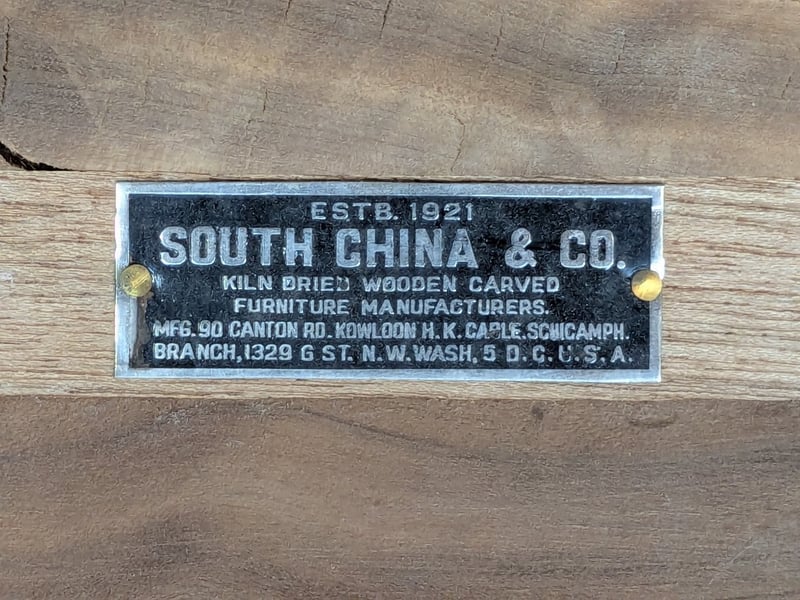 ESTB. 1921
SOUTH CHINA & CO.
KILN DRIED WOODEN CARVED
FURNITURE MANUFACTURERS.
MFG. 90 CANTON RD. KOWLOON H. K. CABLE. SCWICAMPH.
BRANCH, 1329 G ST. N. W. WASH, 5 D. C. U. S. A.